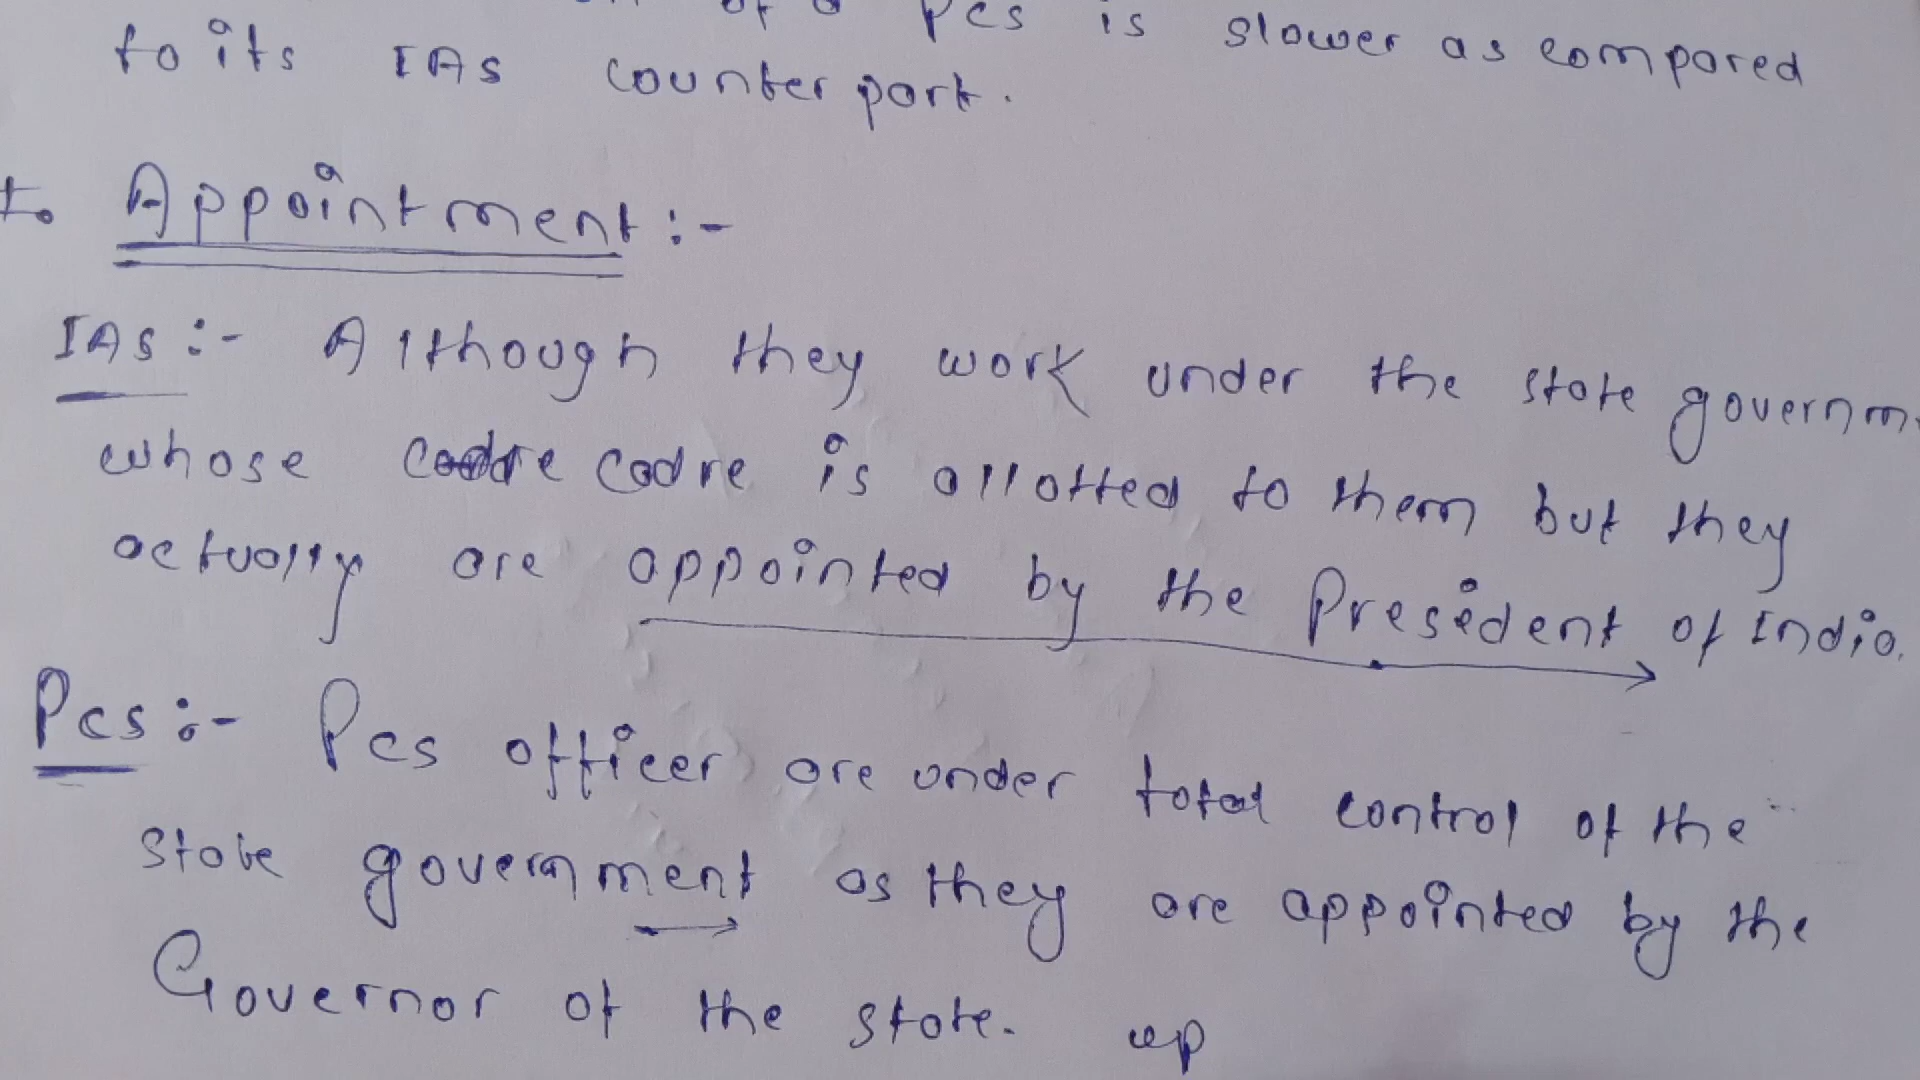 of a Pcs is slower as compared
to its IAS counterpart.
Appointment :-
IAS :- Although they work under the state governm
whose cadre is allotted to them but they
actually are appointed by the President of India.
Pcs :- Pcs officer are under total control of the
state government as they are appointed by the
Governor of the state. up